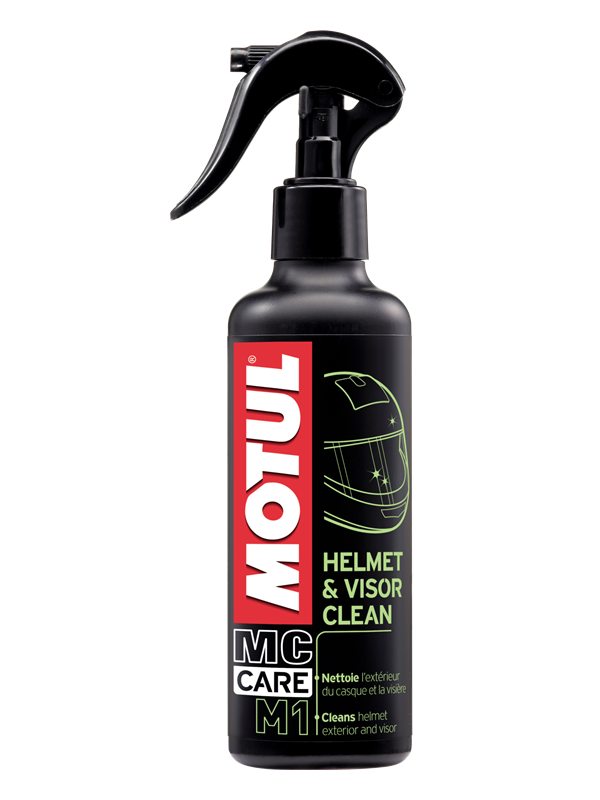 MOTUL®
HELMET
& VISOR
CLEAN
MC
CARE
M1
Nettoie l'extérieur
du casque et la visière
Cleans helmet
exterior and visor